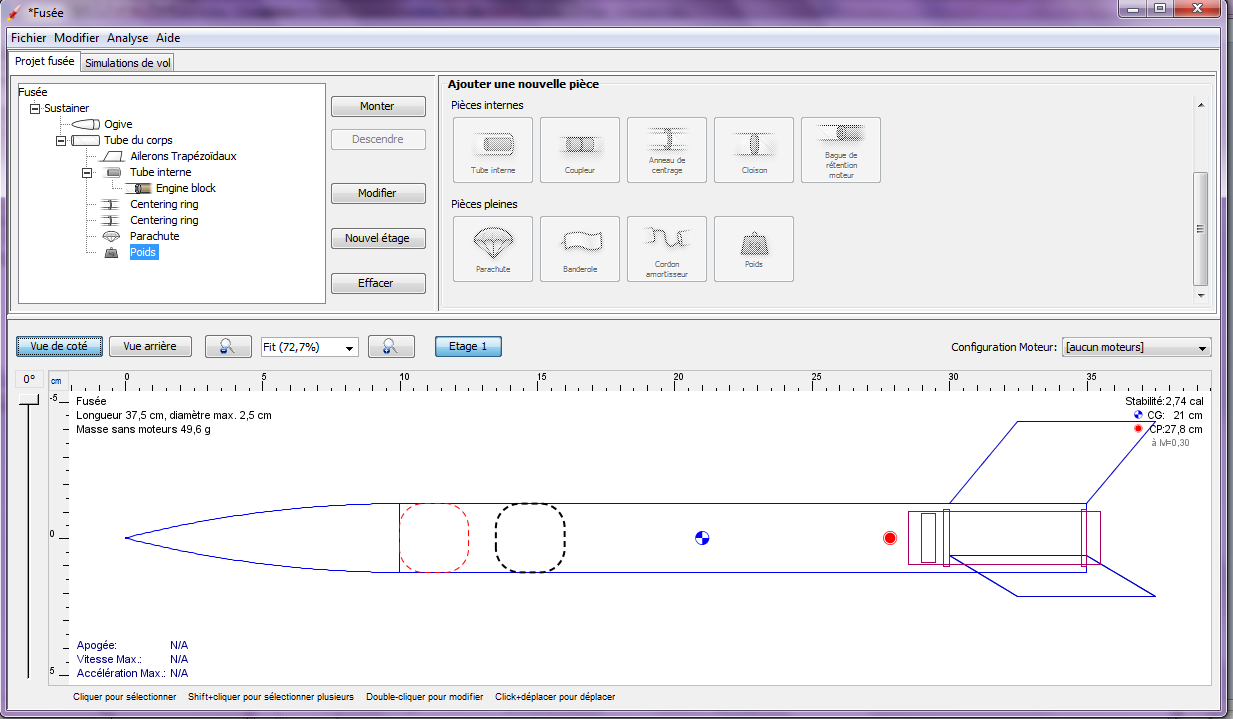 *Fusée
Fichier Modifier Analyse Aide
Projet fusée Simulations de vol
Fusée
Sustainer
Ogive
Tube du corps
Ailerons Trapézoïdaux
Tube interne
Engine block
Centering ring
Centering ring
Parachute
Poids
Monter
Descendre
Modifier
Nouvel étage
Effacer
Ajouter une nouvelle pièce
Pièces internes
Tube interne
Coupleur
Anneau de
centrage
Cloison
Bague de
rétention
moteur
Pièces pleines
Parachute
Banderole
Cordon
amortisseur
Poids
Vue de coté Vue arrière Fit (72,7%) Etage 1 Configuration Moteur: [aucun moteurs]
0° cm 0 5 10 15 20 25 30 35
-5
0
5
Fusée
Longueur 37,5 cm, diamètre max. 2,5 cm
Masse sans moteurs 49,6 g
Stabilité:2,74 cal
CG: 21 cm
CP:27,8 cm
à M=0,30
Apogée: N/A
Vitesse Max.: N/A
Accélération Max.: N/A
Cliquer pour sélectionner Shift+cliquer pour sélectionner plusieurs Double-cliquer pour modifier Click+déplacer pour déplacer